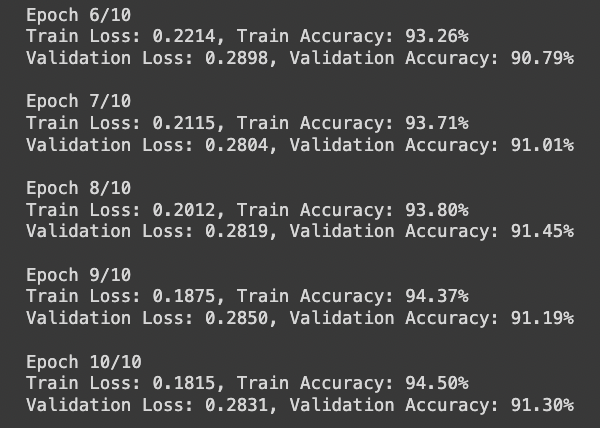 Epoch 6/10
Train Loss: 0.2214, Train Accuracy: 93.26%
Validation Loss: 0.2898, Validation Accuracy: 90.79%
Epoch 7/10
Train Loss: 0.2115, Train Accuracy: 93.71%
Validation Loss: 0.2804, Validation Accuracy: 91.01%
Epoch 8/10
Train Loss: 0.2012, Train Accuracy: 93.80%
Validation Loss: 0.2819, Validation Accuracy: 91.45%
Epoch 9/10
Train Loss: 0.1875, Train Accuracy: 94.37%
Validation Loss: 0.2850, Validation Accuracy: 91.19%
Epoch 10/10
Train Loss: 0.1815, Train Accuracy: 94.50%
Validation Loss: 0.2831, Validation Accuracy: 91.30%